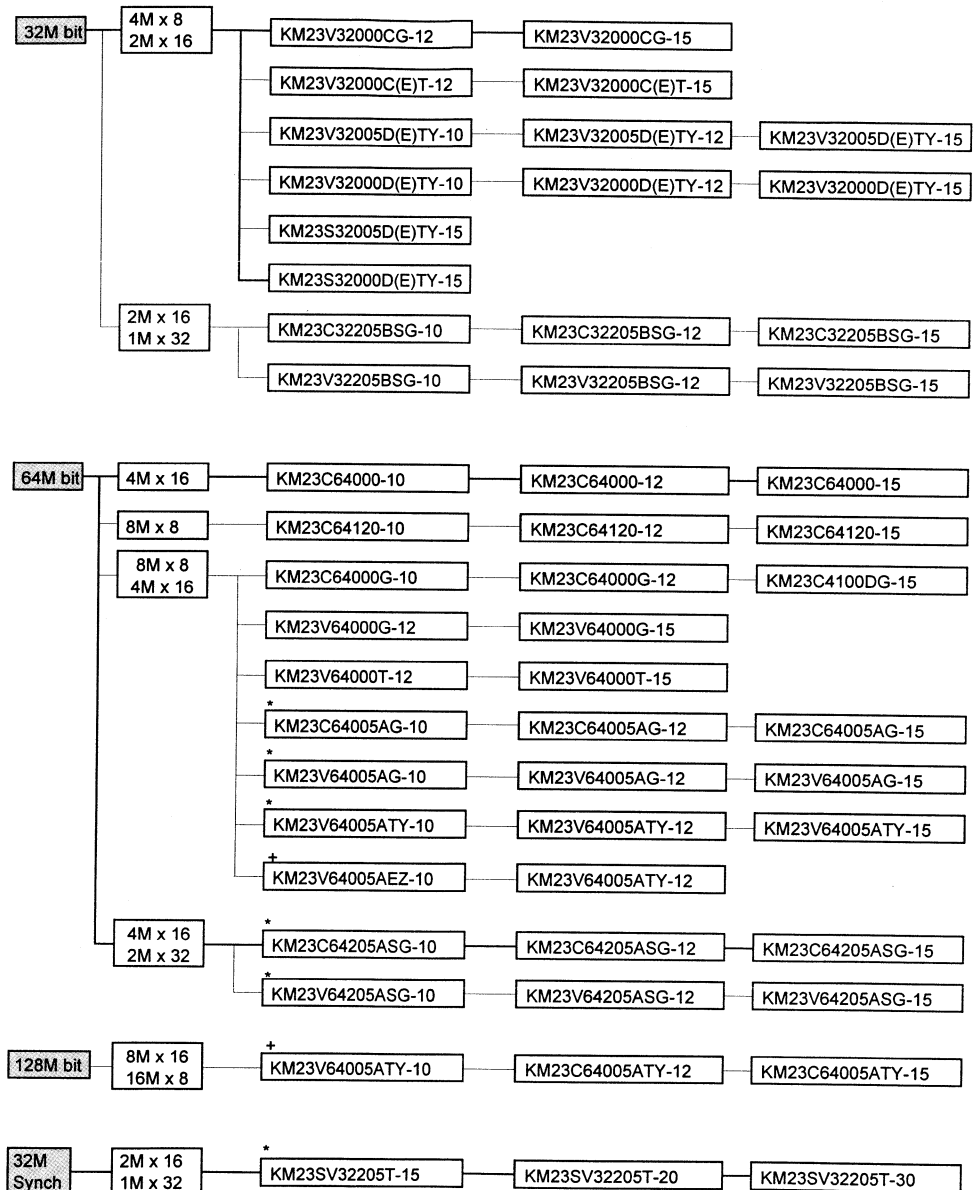 32M bit
4M x 8
2M x 16
KM23V32000CG-12 KM23V32000CG-15
KM23V32000C(E)T-12 KM23V32000C(E)T-15
KM23V32005D(E)TY-10 KM23V32005D(E)TY-12 KM23V32005D(E)TY-15
KM23V32000D(E)TY-10 KM23V32000D(E)TY-12 KM23V32000D(E)TY-15
KM23S32005D(E)TY-15
KM23S32000D(E)TY-15
2M x 16
1M x 32
KM23C32205BSG-10 KM23C32205BSG-12 KM23C32205BSG-15
KM23V32205BSG-10 KM23V32205BSG-12 KM23V32205BSG-15
64M bit
4M x 16
KM23C64000-10 KM23C64000-12 KM23C64000-15
8M x 8
KM23C64120-10 KM23C64120-12 KM23C64120-15
8M x 8
4M x 16
KM23C64000G-10 KM23C64000G-12 KM23C4100DG-15
KM23V64000G-12 KM23V64000G-15
KM23V64000T-12 KM23V64000T-15
*
KM23C64005AG-10 KM23C64005AG-12 KM23C64005AG-15
*
KM23V64005AG-10 KM23V64005AG-12 KM23V64005AG-15
*
KM23V64005ATY-10 KM23V64005ATY-12 KM23V64005ATY-15
+
KM23V64005AEZ-10 KM23V64005ATY-12
4M x 16
2M x 32
*
KM23C64205ASG-10 KM23C64205ASG-12 KM23C64205ASG-15
*
KM23V64205ASG-10 KM23V64205ASG-12 KM23V64205ASG-15
128M bit
8M x 16
16M x 8
+
KM23V64005ATY-10 KM23C64005ATY-12 KM23C64005ATY-15
32M
Synch
2M x 16
1M x 32
*
KM23SV32205T-15 KM23SV32205T-20 KM23SV32205T-30